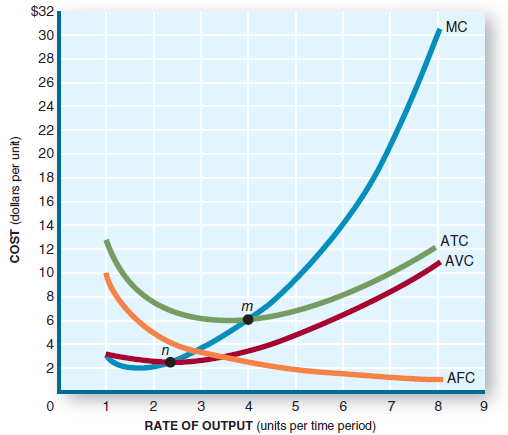 $32
30
28
26
24
22
20
18
16
14
12
10
8
6
4
2
0
COST (dollars per unit)
MC
ATC
AVC
AFC
m
n
1 2 3 4 5 6 7 8 9
RATE OF OUTPUT (units per time period)